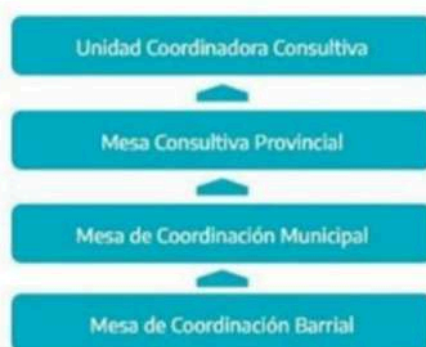 Unidad Coordinadora Consultiva
Mesa Consultiva Provincial
Mesa de Coordinación Municipal
Mesa de Coordinación Barrial